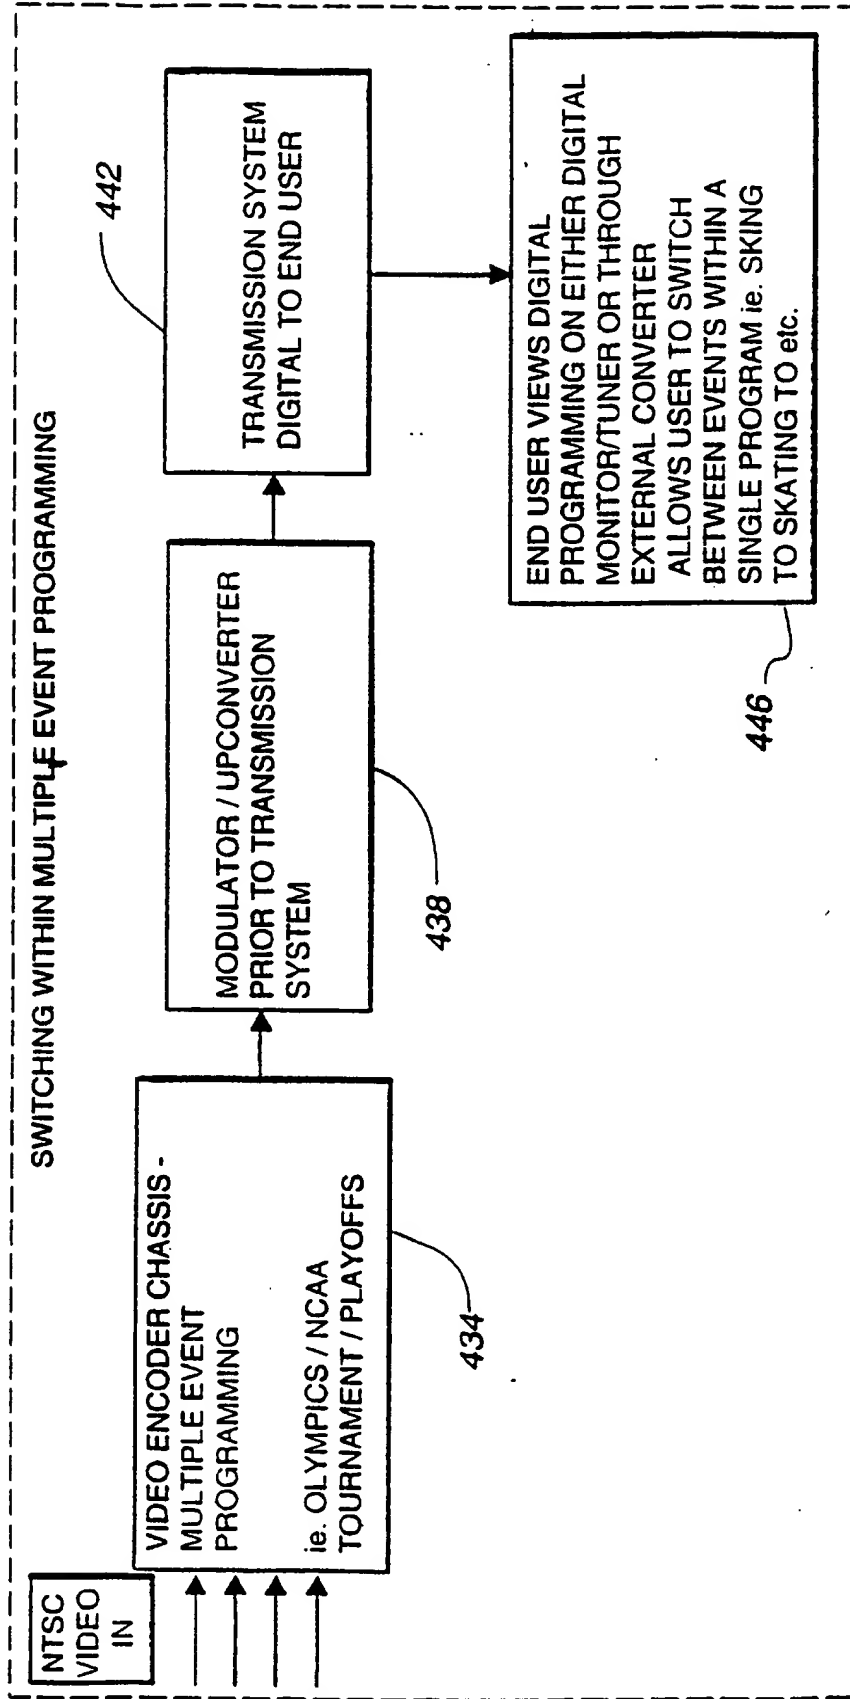 SWITCHING WITHIN MULTIPLE EVENT PROGRAMMING
NTSC
VIDEO
IN
VIDEO ENCODER CHASSIS -
MULTIPLE EVENT
PROGRAMMING
ie. OLYMPICS / NCAA
TOURNAMENT / PLAYOFFS
434
MODULATOR / UPCONVERTER
PRIOR TO TRANSMISSION
SYSTEM
438
TRANSMISSION SYSTEM
DIGITAL TO END USER
442
END USER VIEWS DIGITAL
PROGRAMMING ON EITHER DIGITAL
MONITOR/TUNER OR THROUGH
EXTERNAL CONVERTER
ALLOWS USER TO SWITCH
BETWEEN EVENTS WITHIN A
SINGLE PROGRAM ie. SKING
TO SKATING TO etc.
446